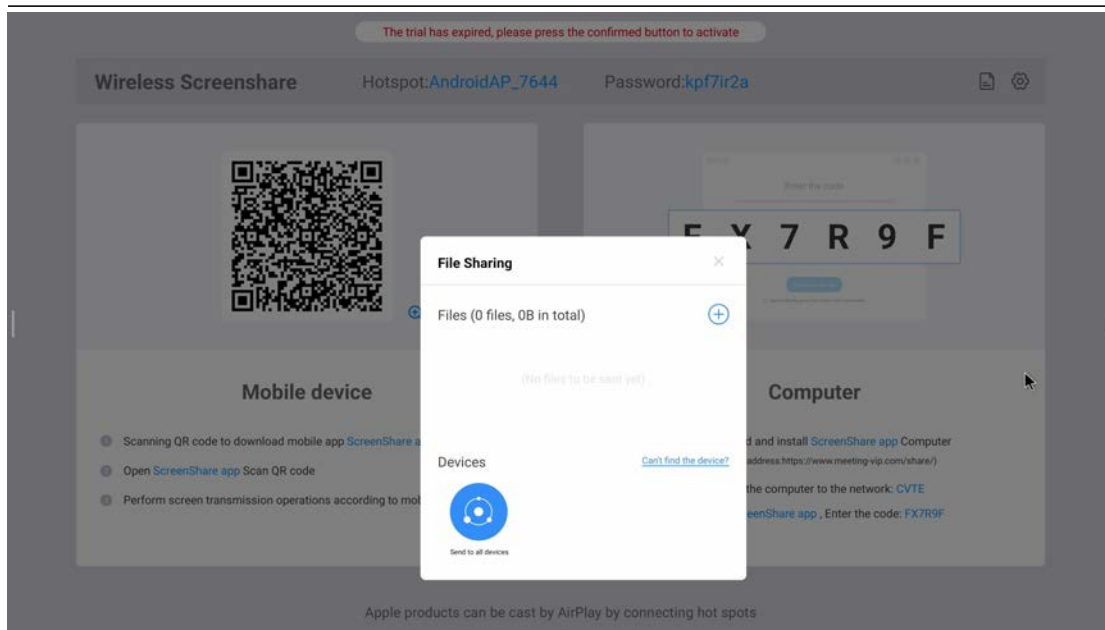 The trial has expired, please press the confirmed button to activate
Wireless Screenshare
Hotspot:AndroidAP_7644
Password:kpf7ir2a
Enter the code
F X 7 R 9 F
File Sharing
Files (0 files, 0B in total)
(No files to be sent yet)
Devices
Can't find the device?
Send to all devices
Mobile device
Scanning QR code to download mobile app ScreenShare a
Open ScreenShare app Scan QR code
Perform screen transmission operations according to mol
Computer
d and install ScreenShare app Computer
address:https://www.meeting-vip.com/share/)
the computer to the network: CVTE
eenShare app , Enter the code: FX7R9F
Apple products can be cast by AirPlay by connecting hot spots